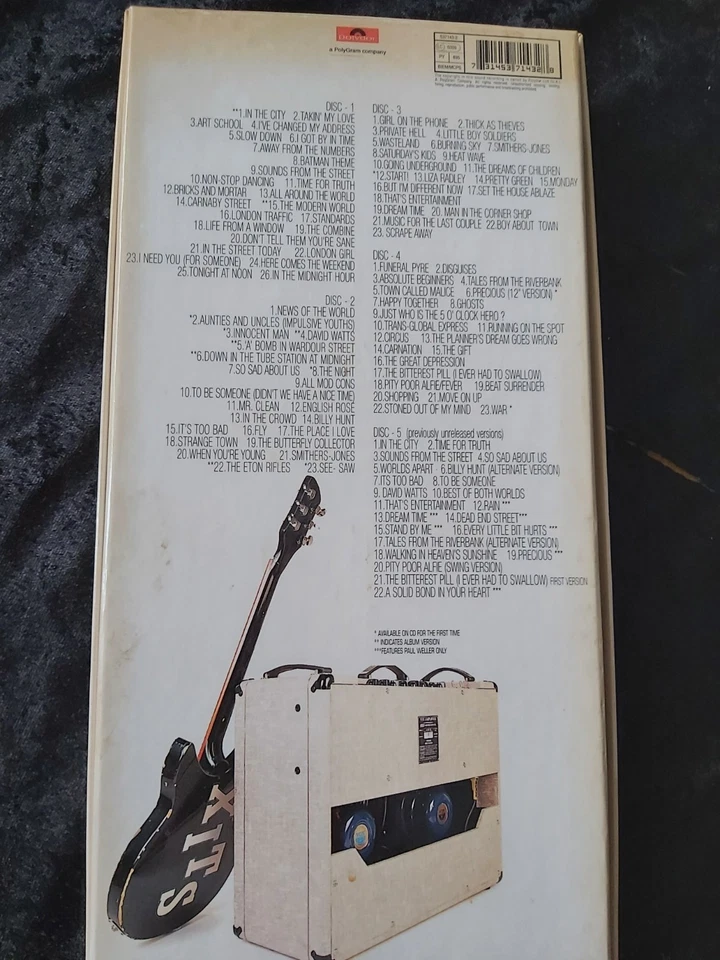 Polydor
a PolyGram company
7 31453 71432 8
DISC - 1
**1.IN THE CITY 2.TAKIN' MY LOVE
3.ART SCHOOL 4.I'VE CHANGED MY ADDRESS
5.SLOW DOWN 6.I GOT BY IN TIME
7.AWAY FROM THE NUMBERS
8.BATMAN THEME
9.SOUNDS FROM THE STREET
10.NON-STOP DANCING 11.TIME FOR TRUTH
12.BRICKS AND MORTAR 13.ALL AROUND THE WORLD
14.CARNABY STREET **15.THE MODERN WORLD
16.LONDON TRAFFIC 17.STANDARDS
18.LIFE FROM A WINDOW 19.THE COMBINE
20.DON'T TELL THEM YOU'RE SANE
21.IN THE STREET TODAY 22.LONDON GIRL
23.I NEED YOU (FOR SOMEONE) 24.HERE COMES THE WEEKEND
25.TONIGHT AT NOON 26.IN THE MIDNIGHT HOUR
DISC - 2
1.NEWS OF THE WORLD
*2.AUNTIES AND UNCLES (IMPULSIVE YOUTHS)
*3.INNOCENT MAN **4.DAVID WATTS
**5.'A' BOMB IN WARDOUR STREET
**6.DOWN IN THE TUBE STATION AT MIDNIGHT
7.SO SAD ABOUT US *8.THE NIGHT
9.ALL MOD CONS
10.TO BE SOMEONE (DIDN'T WE HAVE A NICE TIME)
11.MR. CLEAN 12.ENGLISH ROSE
13.IN THE CROWD 14.BILLY HUNT
15.IT'S TOO BAD 16.FLY 17.THE PLACE I LOVE
18.STRANGE TOWN 19.THE BUTTERFLY COLLECTOR
20.WHEN YOU'RE YOUNG 21.SMITHERS-JONES
**22.THE ETON RIFLES *23.SEE- SAW
DISC - 3
1.GIRL ON THE PHONE 2.THICK AS THIEVES
3.PRIVATE HELL 4.LITTLE BOY SOLDIERS
5.WASTELAND 6.BURNING SKY 7.SMITHERS-JONES
8.SATURDAY'S KIDS 9.HEAT WAVE
10.GOING UNDERGROUND 11.THE DREAMS OF CHILDREN
*12.START! 13.LIZA RADLEY 14.PRETTY GREEN 15.MONDAY
16.BUT I'M DIFFERENT NOW 17.SET THE HOUSE ABLAZE
18.THAT'S ENTERTAINMENT
19.DREAM TIME 20.MAN IN THE CORNER SHOP
21.MUSIC FOR THE LAST COUPLE 22.BOY ABOUT TOWN
23. SCRAPE AWAY
DISC - 4
1.FUNERAL PYRE 2.DISGUISES
3.ABSOLUTE BEGINNERS 4.TALES FROM THE RIVERBANK
5.TOWN CALLED MALICE 6.PRECIOUS (12" VERSION) *
7.HAPPY TOGETHER 8.GHOSTS
9.JUST WHO IS THE 5 O' CLOCK HERO ?
10.TRANS-GLOBAL EXPRESS 11.RUNNING ON THE SPOT
12.CIRCUS 13.THE PLANNER'S DREAM GOES WRONG
14.CARNATION 15.THE GIFT
16.THE GREAT DEPRESSION
17.THE BITTEREST PILL (I EVER HAD TO SWALLOW)
18.PITY POOR ALFIE/FEVER 19.BEAT SURRENDER
20.SHOPPING 21.MOVE ON UP
22.STONED OUT OF MY MIND 23.WAR *
DISC - 5 (previously unreleased versions)
1.IN THE CITY 2.TIME FOR TRUTH
3.SOUNDS FROM THE STREET 4.SO SAD ABOUT US
5.WORLDS APART 6.BILLY HUNT (ALTERNATE VERSION)
7.ITS TOO BAD 8.TO BE SOMEONE
9. DAVID WATTS 10.BEST OF BOTH WORLDS
11.THAT'S ENTERTAINMENT 12.RAIN ***
13.DREAM TIME *** 14.DEAD END STREET***
15.STAND BY ME *** 16.EVERY LITTLE BIT HURTS ***
17.TALES FROM THE RIVERBANK (ALTERNATE VERSION)
18.WALKING IN HEAVEN'S SUNSHINE 19.PRECIOUS ***
20.PITY POOR ALFIE (SWING VERSION)
21.THE BITTEREST PILL (I EVER HAD TO SWALLOW) FIRST VERSION
22.A SOLID BOND IN YOUR HEART ***
* AVAILABLE ON CD FOR THE FIRST TIME
** INDICATES ALBUM VERSION
***FEATURES PAUL WELLER ONLY